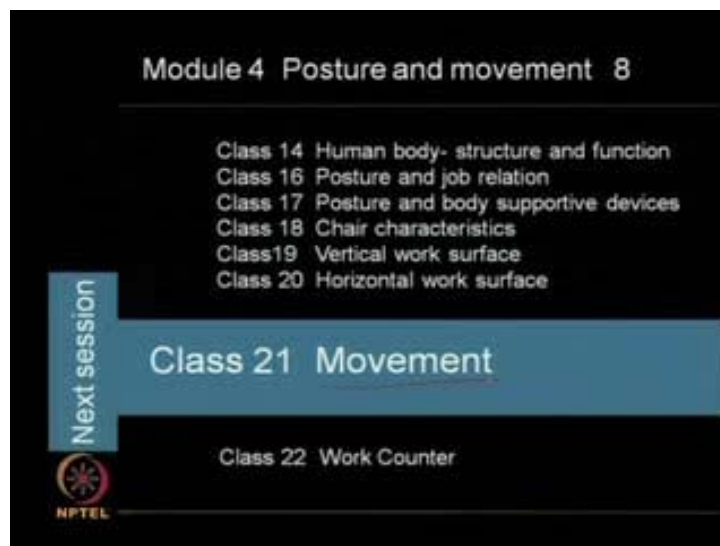 Module 4 Posture and movement 8
Class 14 Human body- structure and function
Class 16 Posture and job relation
Class 17 Posture and body supportive devices
Class 18 Chair characteristics
Class19 Vertical work surface
Class 20 Horizontal work surface
Next session
Class 21 Movement
Class 22 Work Counter
NPTEL